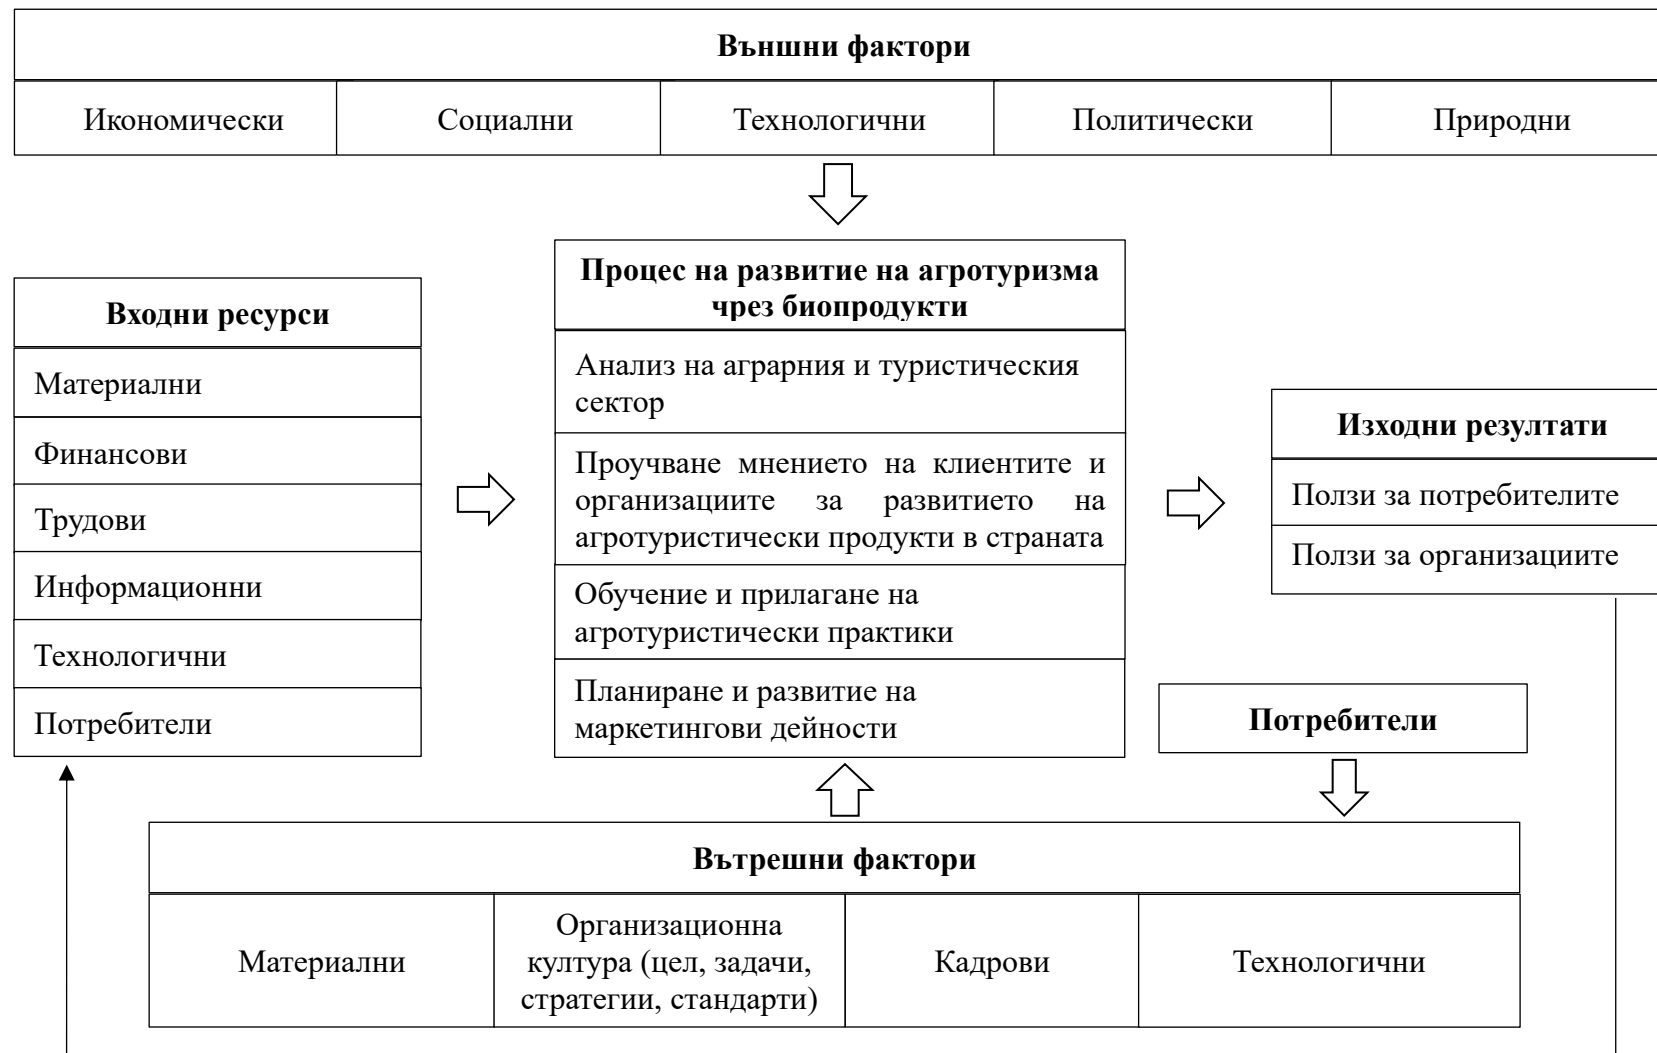 Външни фактори
Икономически
Социални
Технологични
Политически
Природни
Входни ресурси
Материални
Финансови
Трудови
Информационни
Технологични
Потребители
Процес на развитие на агротуризма
чрез биопродукти
Анализ на аграрния и туристическия
сектор
Проучване мнението на клиентите и
организациите за развитието на
агротуристически продукти в страната
Обучение и прилагане на
агротуристически практики
Планиране и развитие на
маркетингови дейности
Изходни резултати
Ползи за потребителите
Ползи за организациите
Потребители
Вътрешни фактори
Материални
Организационна
култура (цел, задачи,
стратегии, стандарти)
Кадрови
Технологични